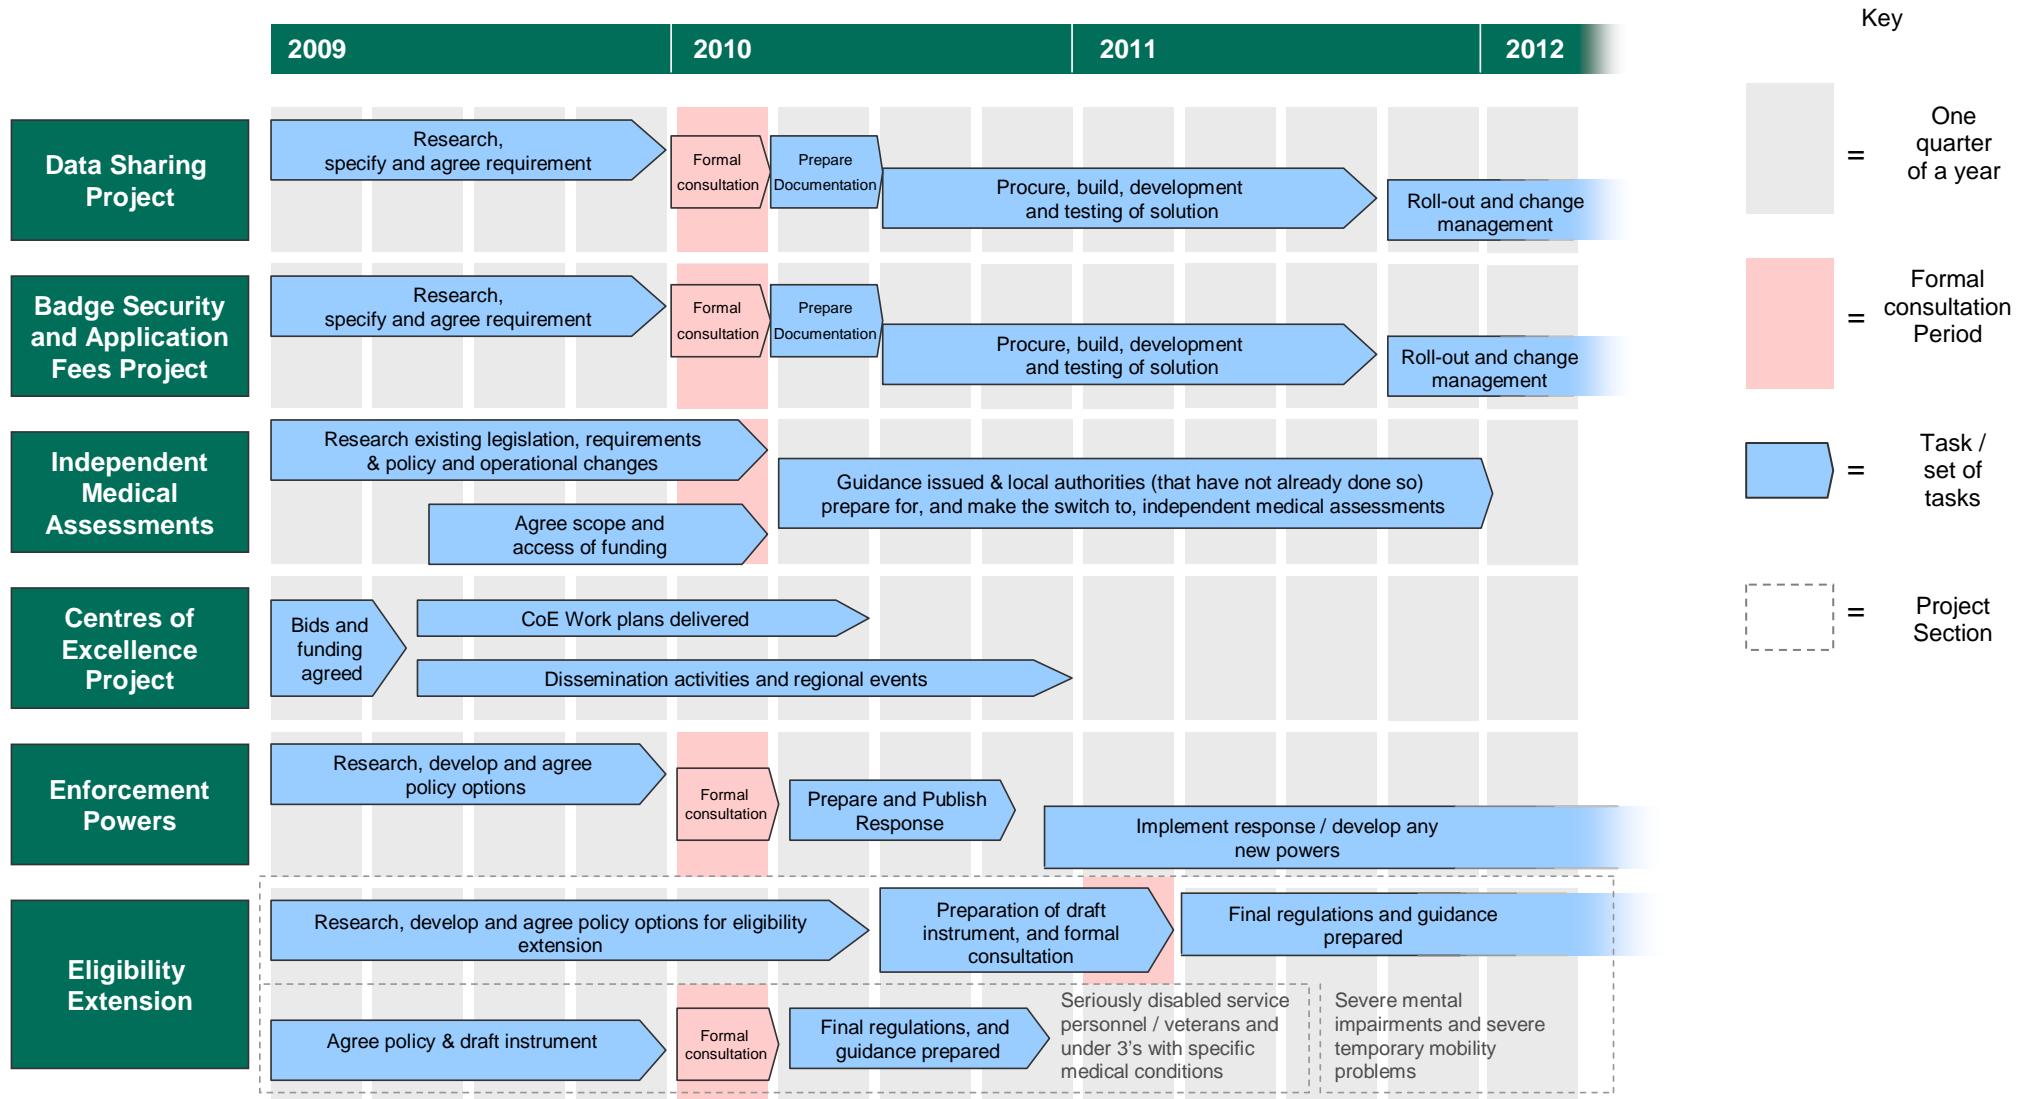 Key
2009
2010
2011
2012
One
quarter
of a year
=
Data Sharing
Project
Research,
specify and agree requirement
Formal
consultation
Prepare
Documentation
Procure, build, development
and testing of solution
Roll-out and change
management
Formal
consultation
Period
=
Badge Security
and Application
Fees Project
Research,
specify and agree requirement
Formal
consultation
Prepare
Documentation
Procure, build, development
and testing of solution
Roll-out and change
management
Task /
set of
tasks
=
Independent
Medical
Assessments
Research existing legislation, requirements
& policy and operational changes
Agree scope and
access of funding
Guidance issued & local authorities (that have not already done so)
prepare for, and make the switch to, independent medical assessments
Project
Section
=
Centres of
Excellence
Project
Bids and
funding
agreed
CoE Work plans delivered
Dissemination activities and regional events
Enforcement
Powers
Research, develop and agree
policy options
Formal
consultation
Prepare and Publish
Response
Implement response / develop any
new powers
Eligibility
Extension
Research, develop and agree policy options for eligibility
extension
Preparation of draft
instrument, and formal
consultation
Final regulations and guidance
prepared
Agree policy & draft instrument
Formal
consultation
Final regulations, and
guidance prepared
Seriously disabled service
personnel / veterans and
under 3's with specific
medical conditions
Severe mental
impairments and severe
temporary mobility
problems